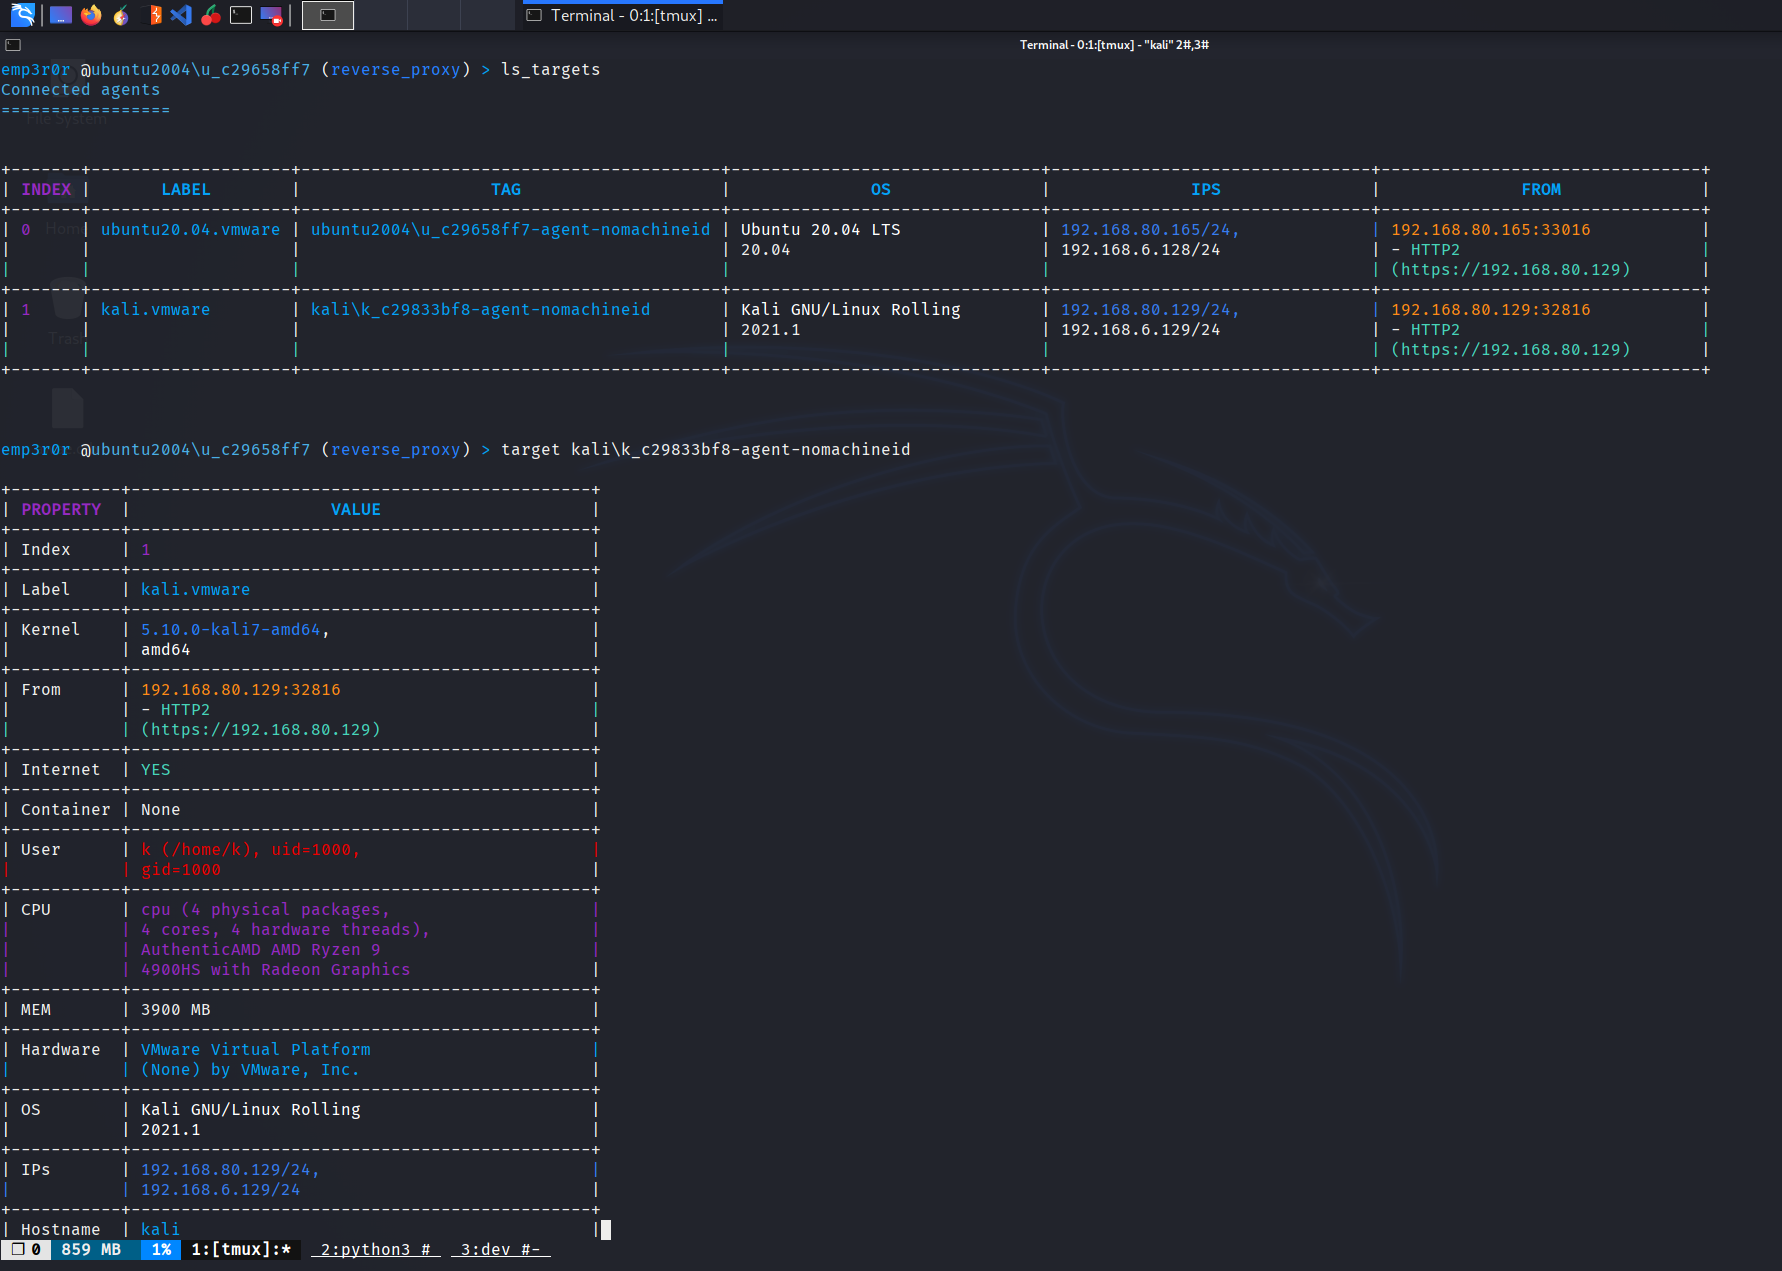 Terminal - 0:1:[tmux] ...
Terminal - 0:1:[tmux] - "kali" 2#,3#
emp3r0r @ubuntu2004\u_c29658ff7 (reverse_proxy) > ls_targets
Connected agents
=================
File System
| INDEX | LABEL | TAG | OS | IPS | FROM |
| 0 | ubuntu20.04.vmware | ubuntu2004\u_c29658ff7-agent-nomachineid | Ubuntu 20.04 LTS | 192.168.80.165/24, | 192.168.80.165:33016 |
Home
| | | | 20.04 | 192.168.6.128/24 | - HTTP2 |
| | | | | | (https://192.168.80.129) |
| 1 | kali.vmware | kali\k_c29833bf8-agent-nomachineid | Kali GNU/Linux Rolling | 192.168.80.129/24, | 192.168.80.129:32816 |
| | | | 2021.1 | 192.168.6.129/24 | - HTTP2 |
Trash
| | | | | | (https://192.168.80.129) |
emp3r0r @ubuntu2004\u_c29658ff7 (reverse_proxy) > target kali\k_c29833bf8-agent-nomachineid
| PROPERTY | VALUE |
| Index | 1 |
| Label | kali.vmware |
| Kernel | 5.10.0-kali7-amd64, |
| | amd64 |
| From | 192.168.80.129:32816 |
| | - HTTP2 |
| | (https://192.168.80.129) |
| Internet | YES |
| Container | None |
| User | k (/home/k), uid=1000, |
| | gid=1000 |
| CPU | cpu (4 physical packages, |
| | 4 cores, 4 hardware threads), |
| | AuthenticAMD AMD Ryzen 9 |
| | 4900HS with Radeon Graphics |
| MEM | 3900 MB |
| Hardware | VMware Virtual Platform |
| | (None) by VMware, Inc. |
| OS | Kali GNU/Linux Rolling |
| | 2021.1 |
| IPs | 192.168.80.129/24, |
| | 192.168.6.129/24 |
| Hostname | kali |
❐ 0 859 MB 1% 1:[tmux]:* 2:python3 # 3:dev #-